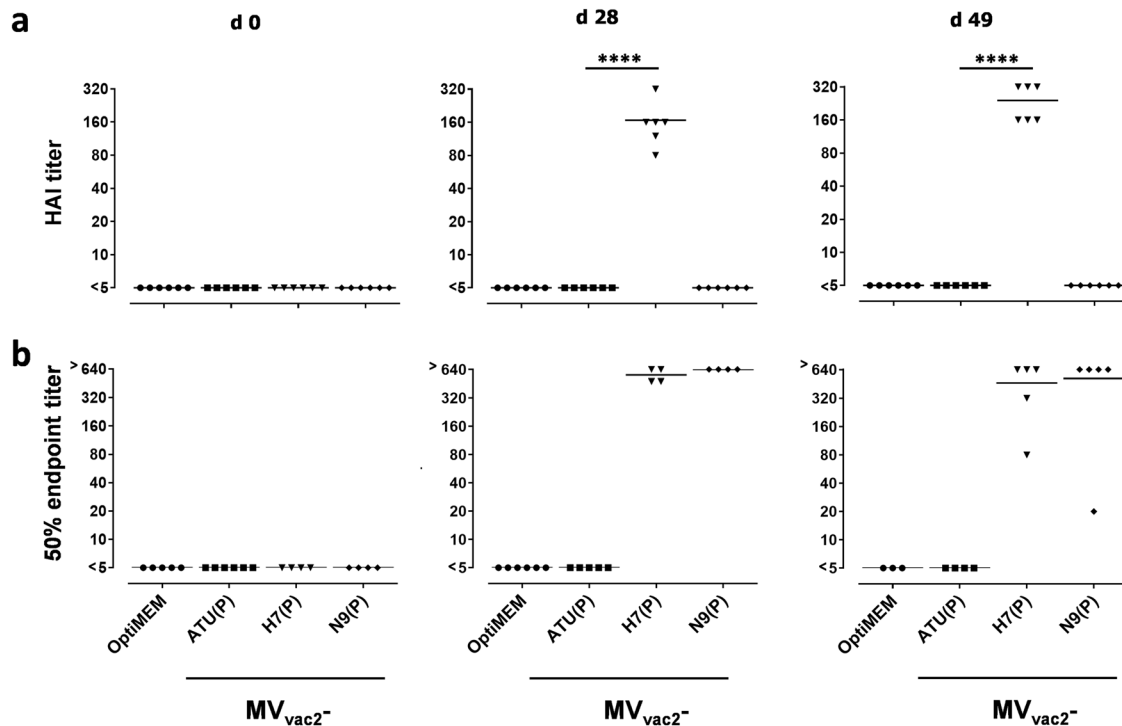 a
d 0
d 28
d 49
****
****
HAI titer
320
160
80
40
20
10
<5
320
160
80
40
20
10
<5
320
160
80
40
20
10
<5
b
50% endpoint titer
> 640
320
160
80
40
20
10
<5
> 640
320
160
80
40
20
10
<5
> 640
320
160
80
40
20
10
<5
OptiMEM
ATU(P)
H7(P)
N9(P)
OptiMEM
ATU(P)
H7(P)
N9(P)
OptiMEM
ATU(P)
H7(P)
N9(P)
MVvac2-
MVvac2-
MVvac2-